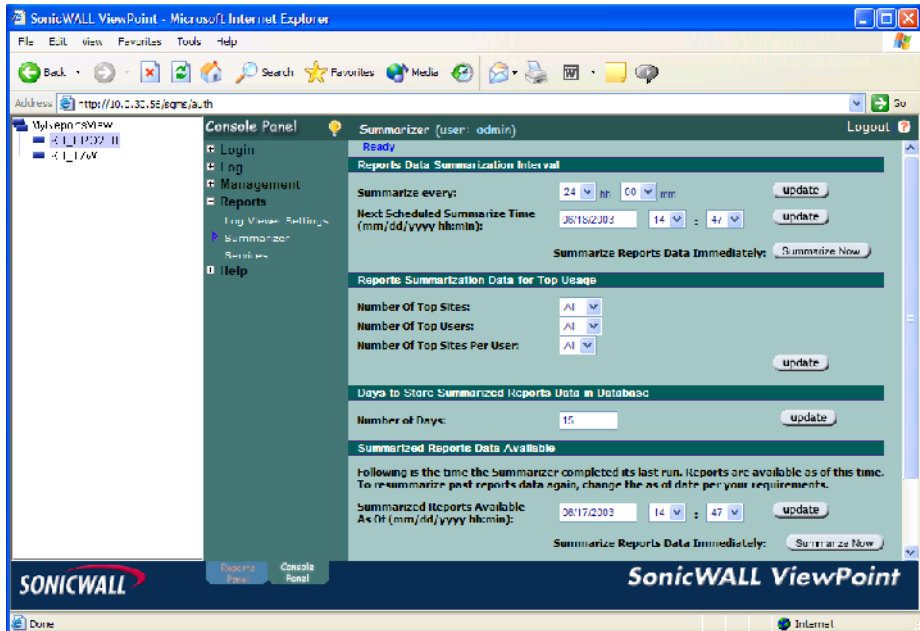 SonicWALL ViewPoint - Microsoft Internet Explorer
File Edit View Favorites Tools Help
Back Search Favorites Media
Address http://10.0.30.56/sgms/auth Go
MyReportsView
Console Panel
Login
Log
Management
Reports
Log Viewer Settings
Summarizer
Services
Help
Summarizer (user: admin) Logout
Ready
Reports Data Summarization Interval
Summarize every: 24 hh 00 mm update
Next Scheduled Summarize Time
(mm/dd/yyyy hh:min): 06/18/2003 14 : 47 update
Summarize Reports Data Immediately: Summarize Now
Reports Summarization Data for Top Usage
Number Of Top Sites: All
Number Of Top Users: All
Number Of Top Sites Per User: All
update
Days to Store Summarized Reports Data in Database
Number of Days: 15 update
Summarized Reports Data Available
Following is the time the Summarizer completed its last run. Reports are available as of this time.
To resummarize past reports data again, change the as of date per your requirements.
Summarized Reports Available
As Of (mm/dd/yyyy hh:min): 06/17/2003 14 : 47 update
Summarize Reports Data Immediately: Summarize Now
Reports Panel
Console Panel
SONICWALL
SonicWALL ViewPoint
Done Internet